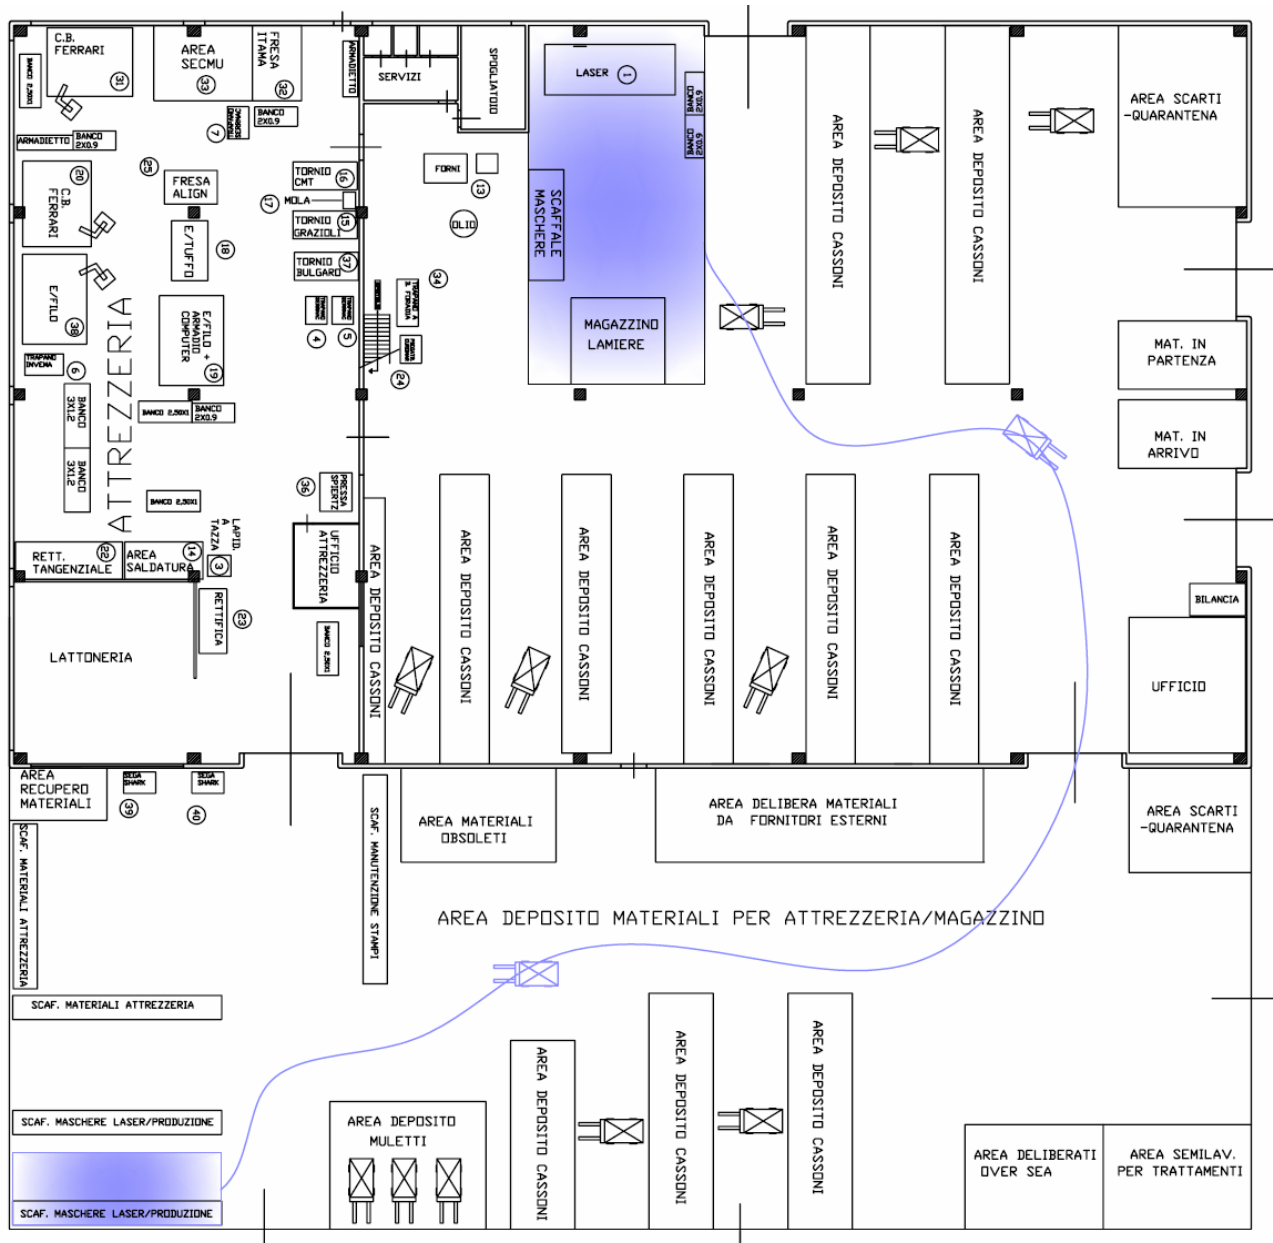 C.B.
FERRARI
31
BANCO 2,50X1
AREA
SECMU
33
FRESA
ITAMA
32
ARMADIETTO
SERVIZI
SPOGLIATOIO
LASER
1
BANCO
2X0.9
BANCO
2X0.9
SCAFFALE
MASCHERE
MAGAZZINO
LAMIERE
AREA DEPOSITO CASSONI
AREA DEPOSITO CASSONI
AREA SCARTI
-QUARANTENA
7
BANCO
2X0.9
ARMADIETTO
BANCO
2X0.9
20
C.B.
FERRARI
25
FRESA
ALIGN
TORNIO
CMT
16
17
MOLA
TORNIO
GRAZIOLI
15
TORNIO
BULGARO
37
FORNI
13
OLIO
E/TUFFO
18
E/FILO
38
E/FILO +
ARMADIO
COMPUTER
19
4
5
34
TRAPANO A
24
TRAPANO
INVEMA
6
BANCO
3X1.2
BANCO
3X1.2
ATTREZZERIA
BANCO 2,50X1
BANCO
2X0.9
BANCO 2,50X1
MAT. IN
PARTENZA
MAT. IN
ARRIVO
36
PRESSA
SPIERTZ
UFFICIO
ATTREZZERIA
LAPID.
A
TAZZA
3
RETT.
TANGENZIALE
22
AREA
SALDATURA
14
RETTIFICA
23
BANCO 2,50X1
LATTONERIA
AREA DEPOSITO CASSONI
AREA DEPOSITO CASSONI
AREA DEPOSITO CASSONI
AREA DEPOSITO CASSONI
AREA DEPOSITO CASSONI
AREA DEPOSITO CASSONI
BILANCIA
UFFICIO
AREA
RECUPERO
MATERIALI
SEGA
SHARK
39
SEGA
SHARK
40
SCAF. MANUTENZIONE STAMPI
AREA MATERIALI
OBSOLETI
AREA DELIBERA MATERIALI
DA FORNITORI ESTERNI
AREA SCARTI
-QUARANTENA
SCAF. MATERIALI ATTREZZERIA
AREA DEPOSITO MATERIALI PER ATTREZZERIA/MAGAZZINO
SCAF. MATERIALI ATTREZZERIA
SCAF. MASCHERE LASER/PRODUZIONE
SCAF. MASCHERE LASER/PRODUZIONE
AREA DEPOSITO
MULETTI
AREA DEPOSITO CASSONI
AREA DEPOSITO CASSONI
AREA DEPOSITO CASSONI
AREA DELIBERATI
OVER SEA
AREA SEMILAV.
PER TRATTAMENTI